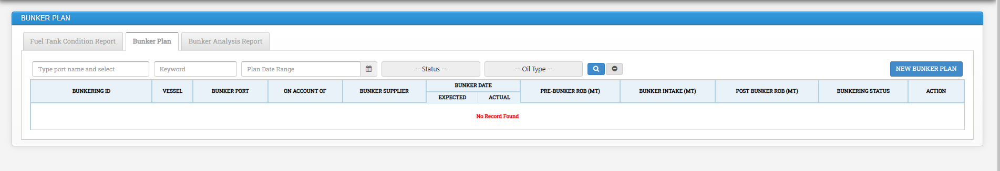 BUNKER PLAN
Fuel Tank Condition Report
Bunker Plan
Bunker Analysis Report
Type port name and select
Keyword
Plan Date Range
-- Status --
-- Oil Type --
NEW BUNKER PLAN
BUNKERING ID
VESSEL
BUNKER PORT
ON ACCOUNT OF
BUNKER SUPPLIER
BUNKER DATE
EXPECTED
ACTUAL
PRE-BUNKER ROB (MT)
BUNKER INTAKE (MT)
POST BUNKER ROB (MT)
BUNKERING STATUS
ACTION
No Record Found